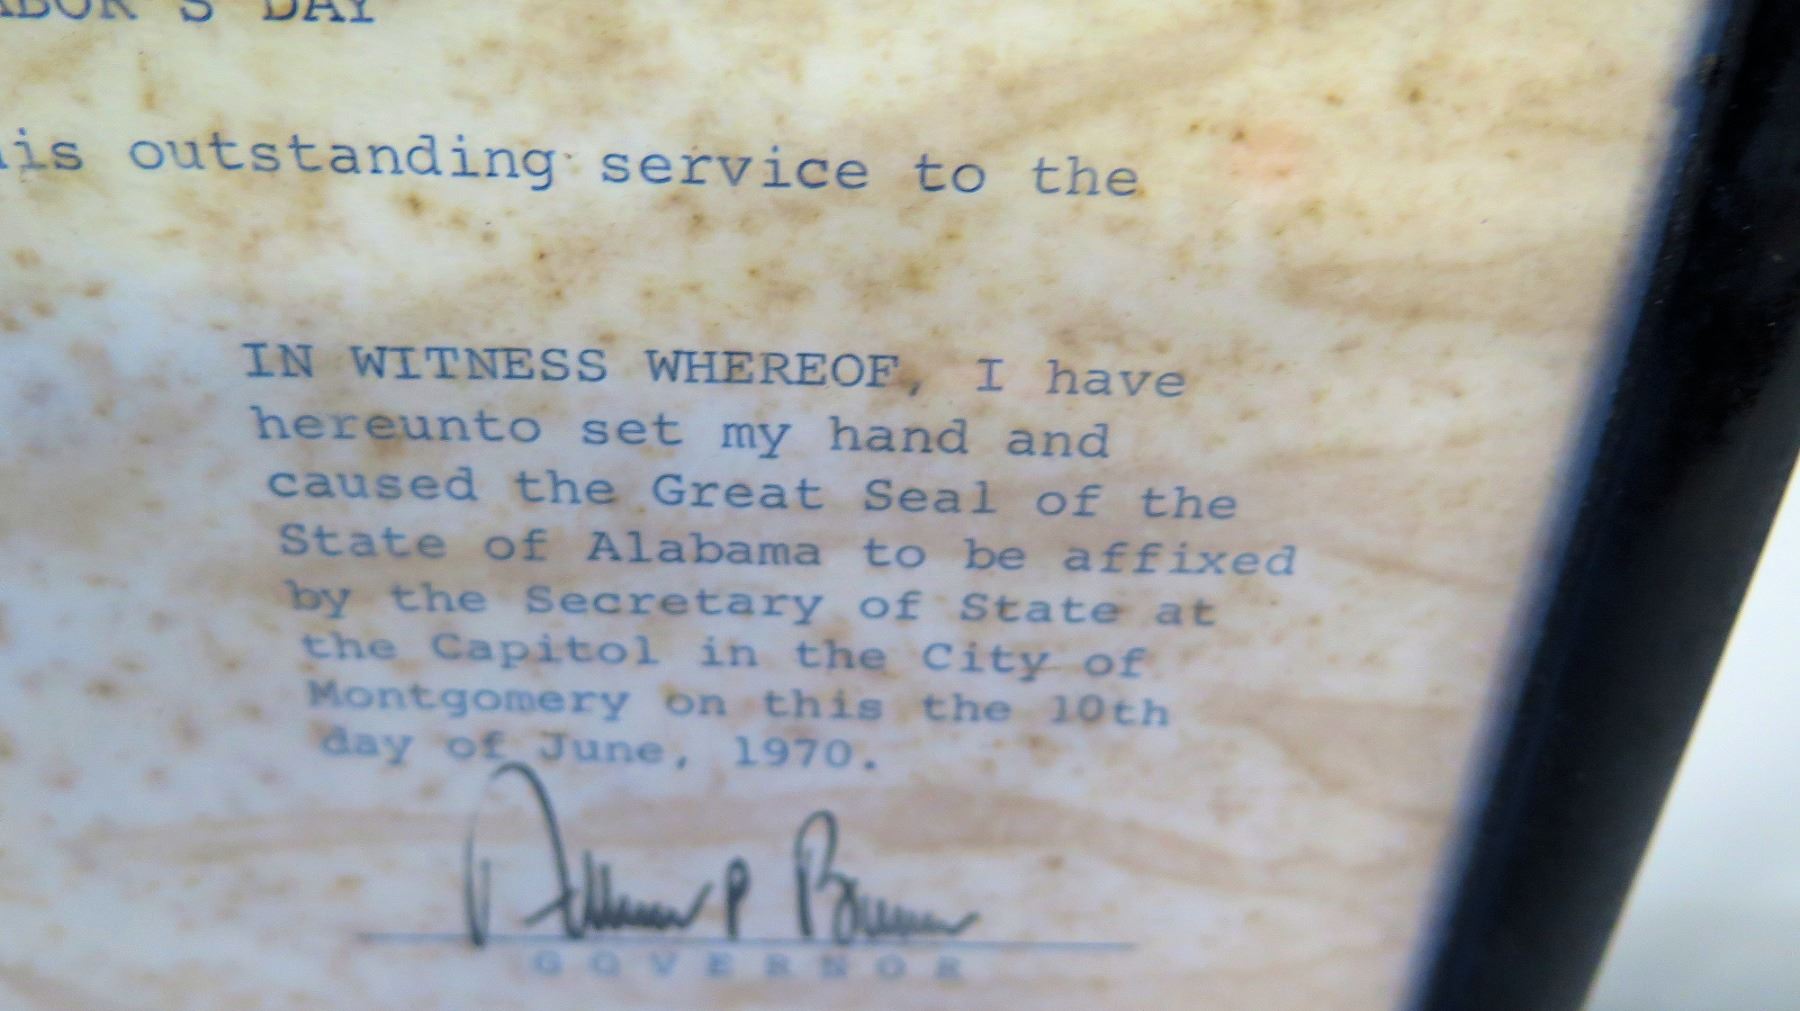 S DAY
is outstanding service to the
IN WITNESS WHEREOF, I have
hereunto set my hand and
caused the Great Seal of the
State of Alabama to be affixed
by the Secretary of State at
the Capitol in the City of
Montgomery on this the 10th
day of June, 1970.
GOVERNOR